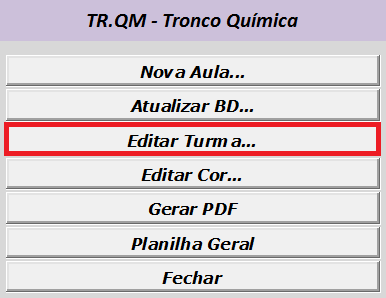 TR.QM - Tronco Química
Nova Aula...
Atualizar BD...
Editar Turma...
Editar Cor...
Gerar PDF
Planilha Geral
Fechar